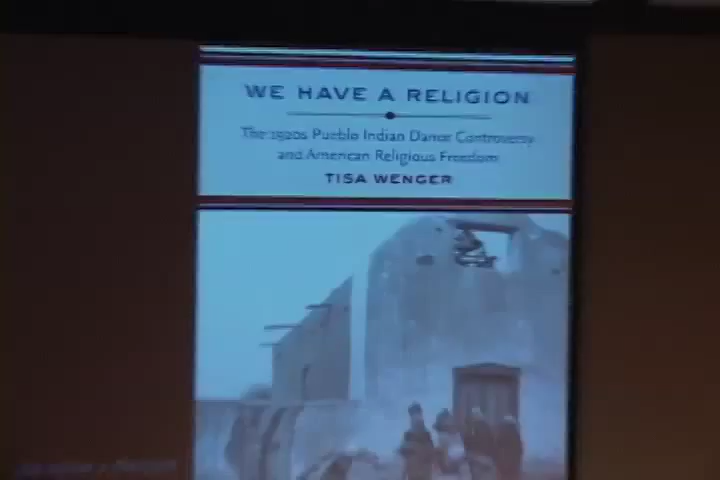 WE HAVE A RELIGION
The 1920s Pueblo Indian Dance Controversy
and American Religious Freedom
TISA WENGER